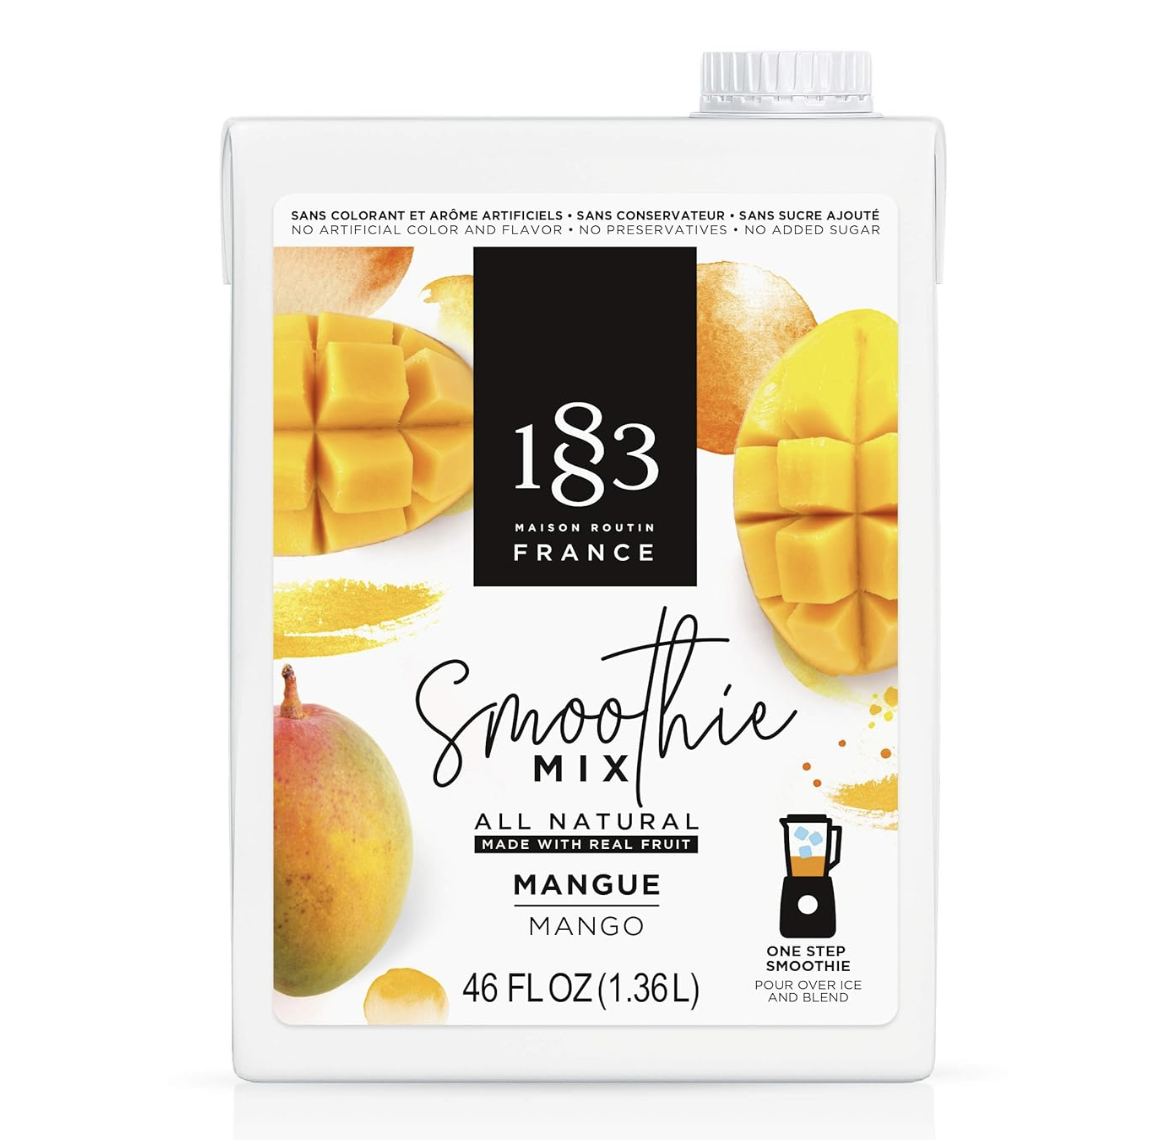 SANS COLORANT ET ARÔME ARTIFICIELS • SANS CONSERVATEUR • SANS SUCRE AJOUTÉ
NO ARTIFICIAL COLOR AND FLAVOR • NO PRESERVATIVES • NO ADDED SUGAR
1883
MAISON ROUTIN
FRANCE
Smoothie
MIX
ALL NATURAL
MADE WITH REAL FRUIT
MANGUE
MANGO
46 FL OZ (1.36 L)
ONE STEP
SMOOTHIE
POUR OVER ICE
AND BLEND